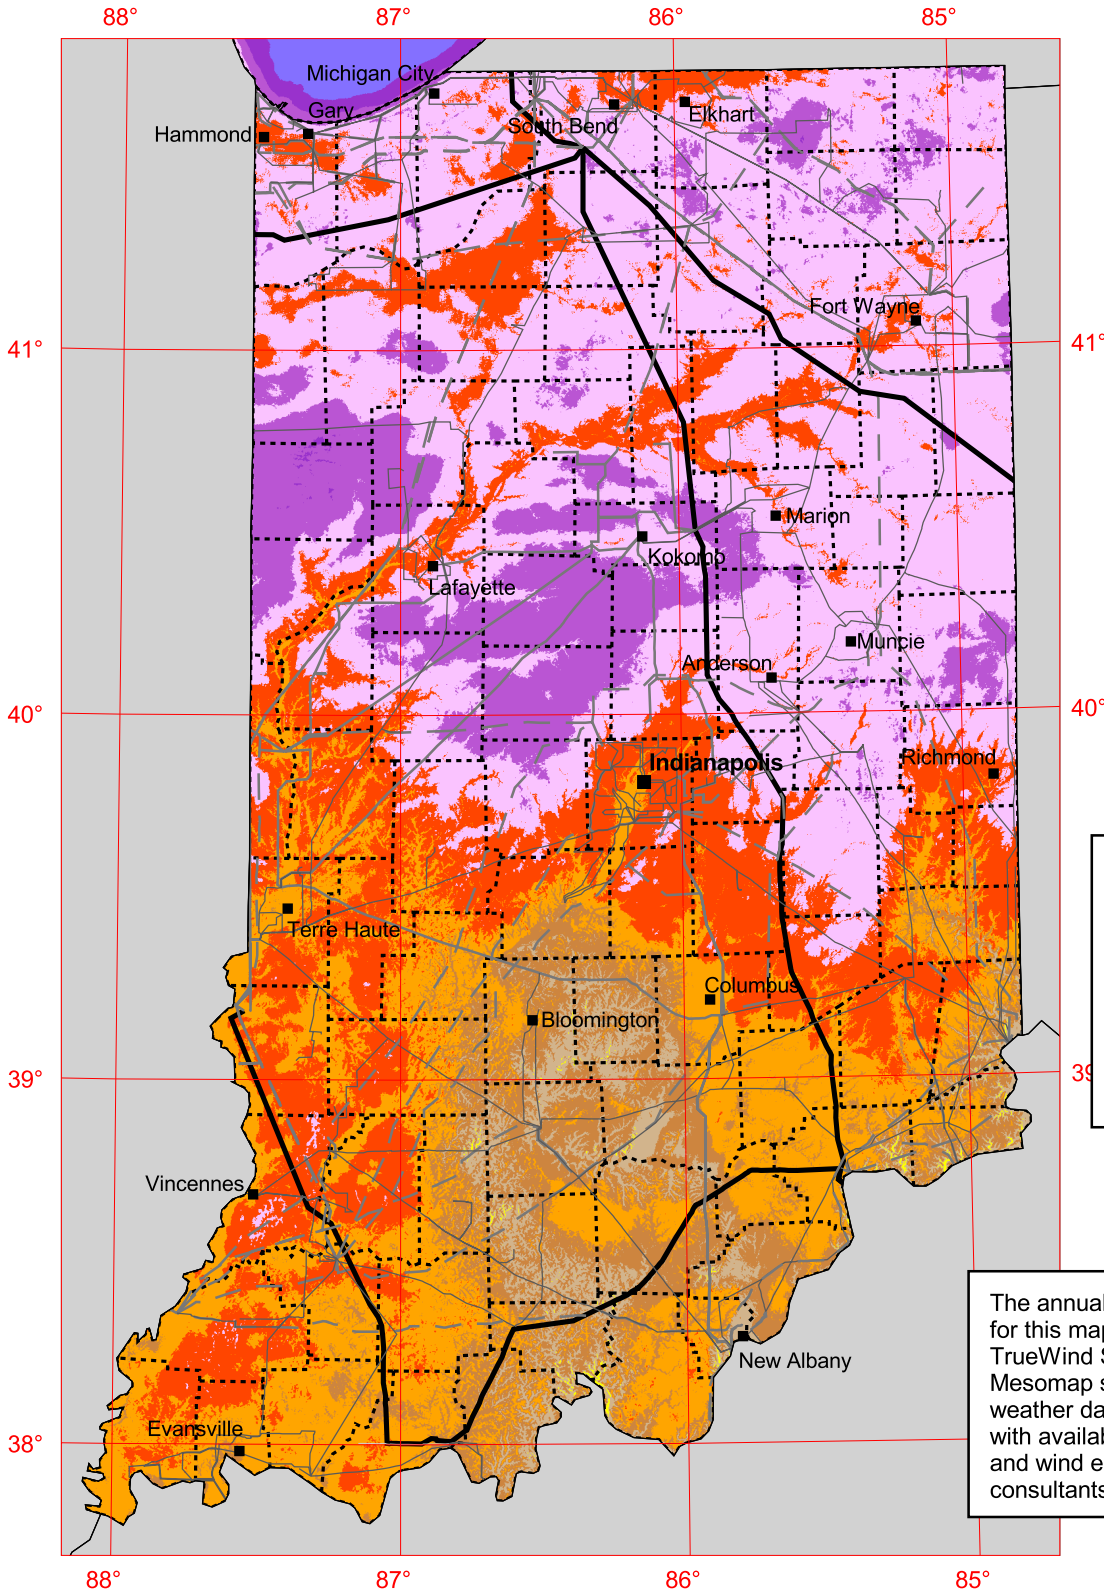 88° 87° 86° 85°
Michigan City
Gary
Hammond
South Bend
Elkhart
Fort Wayne
41° 41°
Marion
Kokomo
Lafayette
Muncie
Anderson
40° 40°
Richmond
Indianapolis
Terre Haute
Columbus
Bloomington
39° 39
Vincennes
The annual
for this map
TrueWind S
Mesomap s
weather da
with availab
and wind e
consultants
New Albany
Evansville
38°
88° 87° 86° 85°